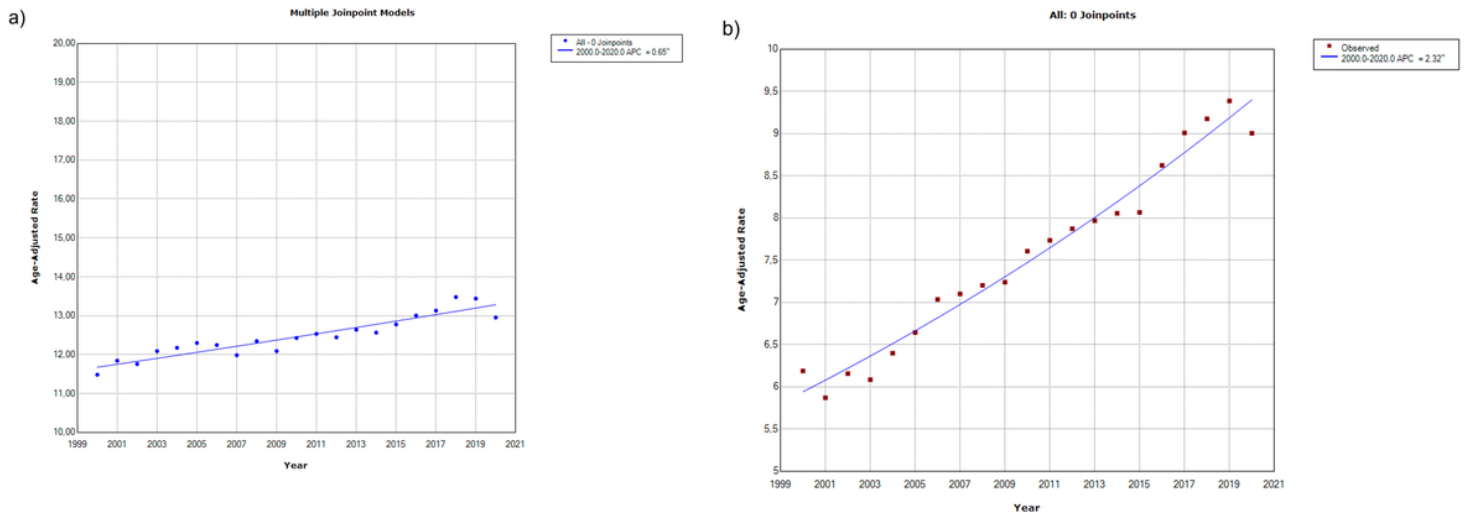 a)
Multiple Joinpoint Models
20,00
19,00
18,00
17,00
16,00
15,00
14,00
13,00
12,00
11,00
10,00
Age-Adjusted Rate
1999 2001 2003 2005 2007 2009 2011 2013 2015 2017 2019 2021
Year
All - 0 Joinpoints
2000.0-2020.0 APC = 0.65^
b)
All: 0 Joinpoints
10
9,5
9
8,5
8
7,5
7
6,5
6
5,5
5
Age-Adjusted Rate
1999 2001 2003 2005 2007 2009 2011 2013 2015 2017 2019 2021
Year
Observed
2000.0-2020.0 APC = 2.32^